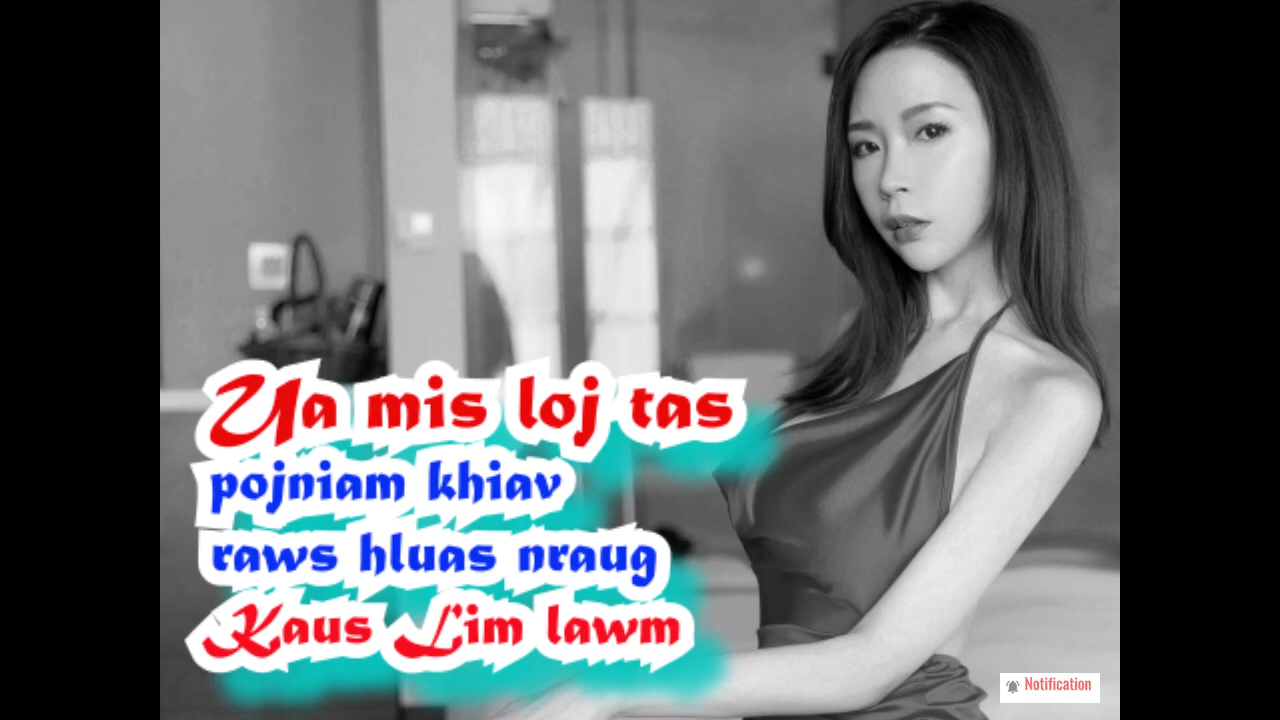 Ua mis loj tas
pojniam khiav
raws hluas nraug
Kaus Lim lawm
Notification